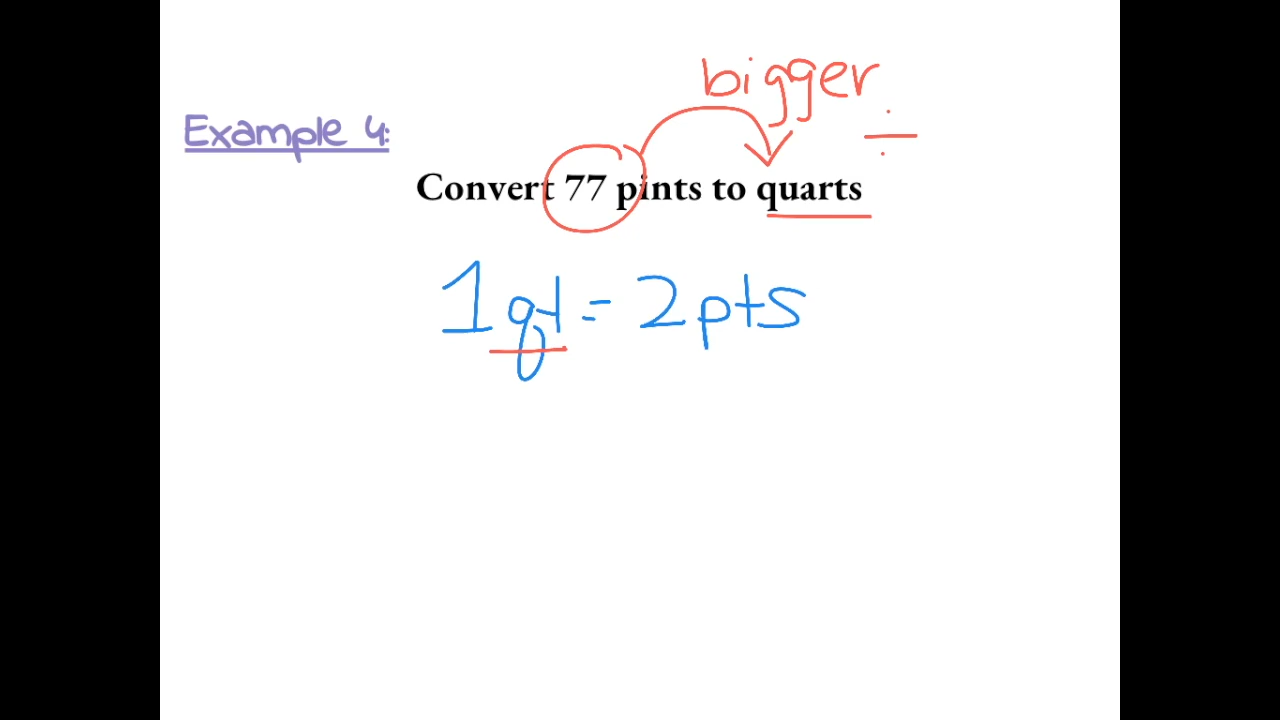 bigger
÷
Example 4:
Convert 77 pints to quarts
1 qt = 2 pts